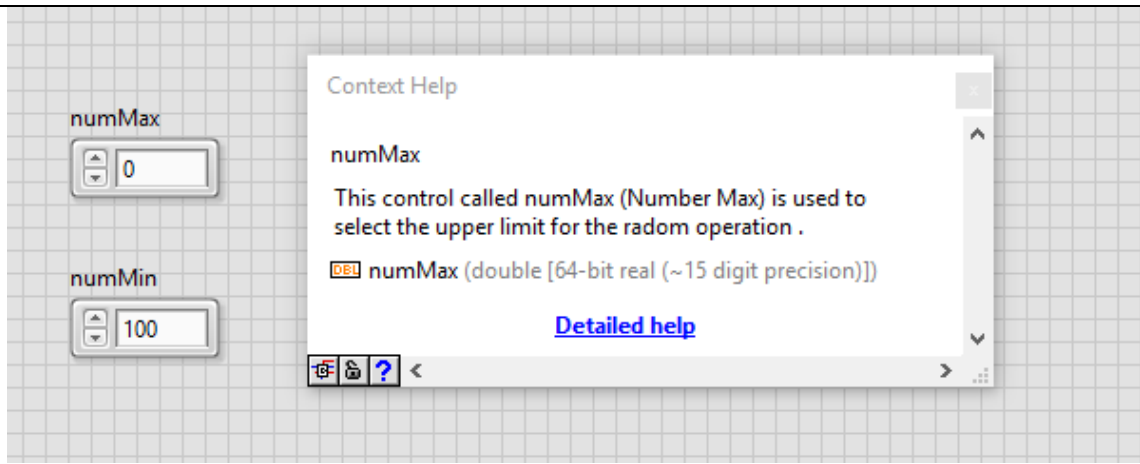 numMax
0
numMin
100
Context Help
x
numMax
This control called numMax (Number Max) is used to
select the upper limit for the radom operation .
DBL numMax (double [64-bit real (~15 digit precision)])
Detailed help
?